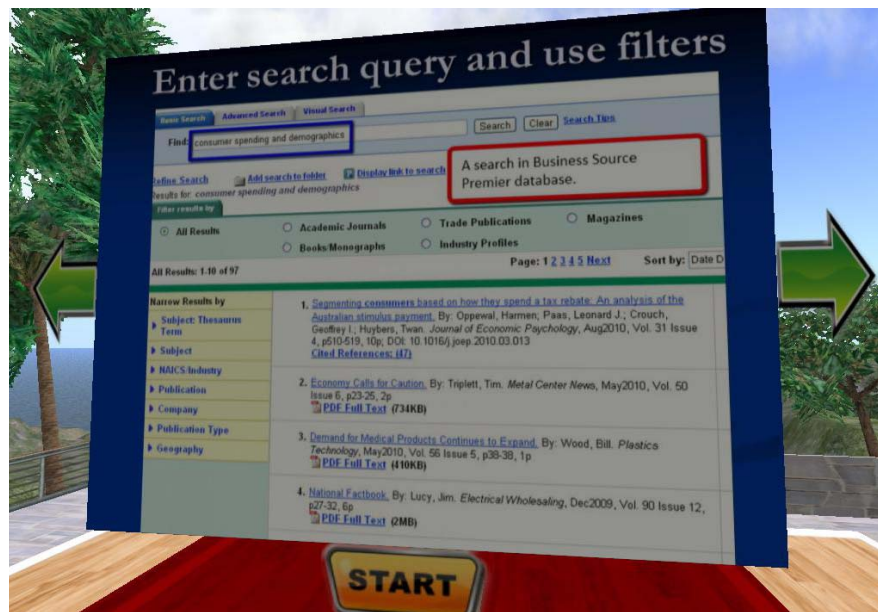 Enter search query and use filters
Basic Search Advanced Search Visual Search
Find: consumer spending and demographics Search Clear Search Tips
Refine Search Add search to folder Display link to search
A search in Business Source
Premier database.
Results for: consumer spending and demographics
Filter results by
All Results Academic Journals Trade Publications Magazines
Books/Monographs Industry Profiles
All Results: 1-10 of 97 Page: 1 2 3 4 5 Next Sort by: Date D
Narrow Results by
Subject: Thesaurus
Term
Subject
NAICS/Industry
Publication
Company
Publication Type
Geography
1. Segmenting consumers based on how they spend a tax rebate: An analysis of the
Australian stimulus payment. By: Oppewal, Harmen; Paas, Leonard J.; Crouch,
Geoffrey I.; Huybers, Twan. Journal of Economic Psychology, Aug2010, Vol. 31 Issue
4, p510-519, 10p; DOI: 10.1016/j.joep.2010.03.013
Cited References: (47)
2. Economy Calls for Caution. By: Triplett, Tim. Metal Center News, May2010, Vol. 50
Issue 6, p23-25, 2p
PDF Full Text (734KB)
3. Demand for Medical Products Continues to Expand. By: Wood, Bill. Plastics
Technology, May2010, Vol. 56 Issue 5, p38-38, 1p
PDF Full Text (410KB)
4. National Factbook. By: Lucy, Jim. Electrical Wholesaling, Dec2009, Vol. 90 Issue 12,
p27-32, 6p
PDF Full Text (2MB)
START